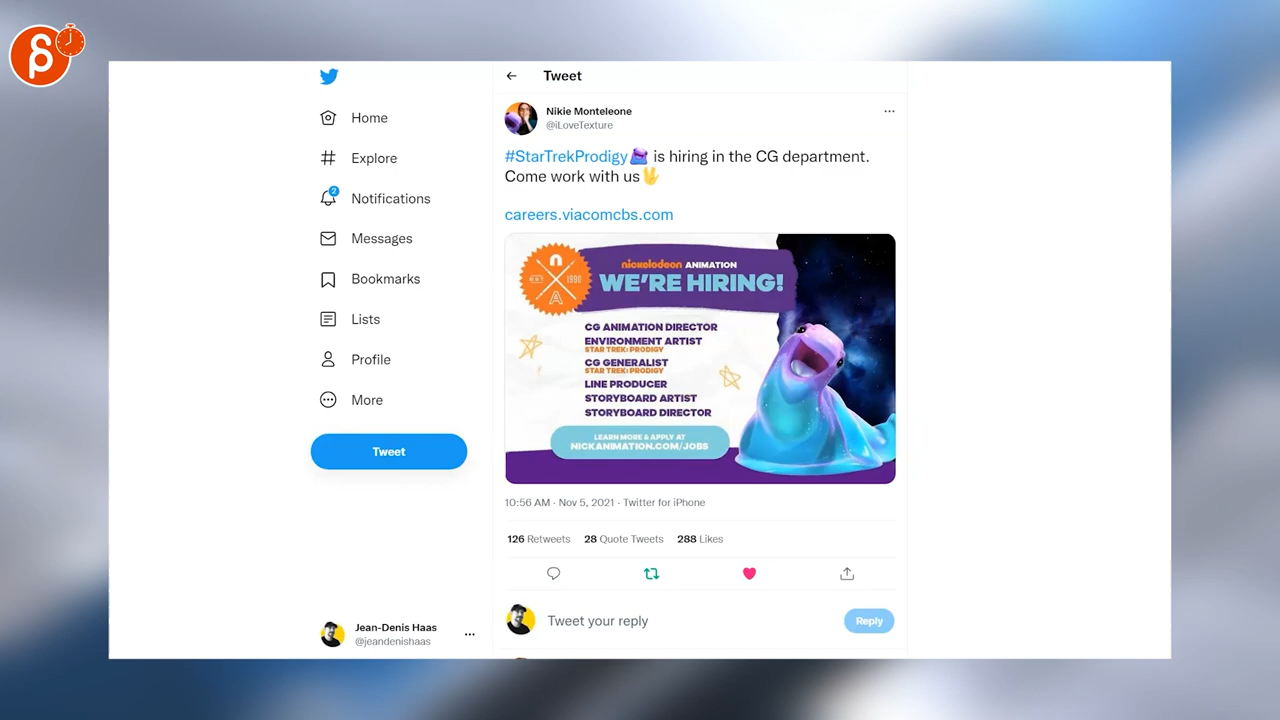 Tweet
Home
Explore
2
Notifications
Messages
Bookmarks
Lists
Profile
More
Tweet
Jean-Denis Haas
@jeandenishaas
Nikie Monteleone
@iLoveTexture
#StarTrekProdigy is hiring in the CG department.
Come work with us
careers.viacomcbs.com
n
EST 1990
A
nickelodeon ANIMATION
WE'RE HIRING!
CG ANIMATION DIRECTOR
ENVIRONMENT ARTIST
STAR TREK: PRODIGY
CG GENERALIST
STAR TREK: PRODIGY
LINE PRODUCER
STORYBOARD ARTIST
STORYBOARD DIRECTOR
LEARN MORE & APPLY AT
NICKANIMATION.COM/JOBS
10:56 AM · Nov 5, 2021 · Twitter for iPhone
126 Retweets 28 Quote Tweets 288 Likes
Tweet your reply
Reply